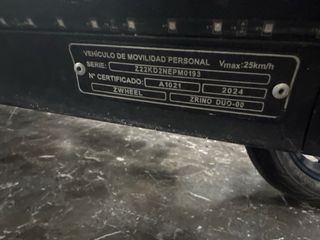 VEHÍCULO DE MOVILIDAD PERSONAL Vmax:25km/h
SERIE: Z22KD2NEPM0193
Nº CERTIFICADO: A1021 2024
ZWHEEL ZRINO DUO-00